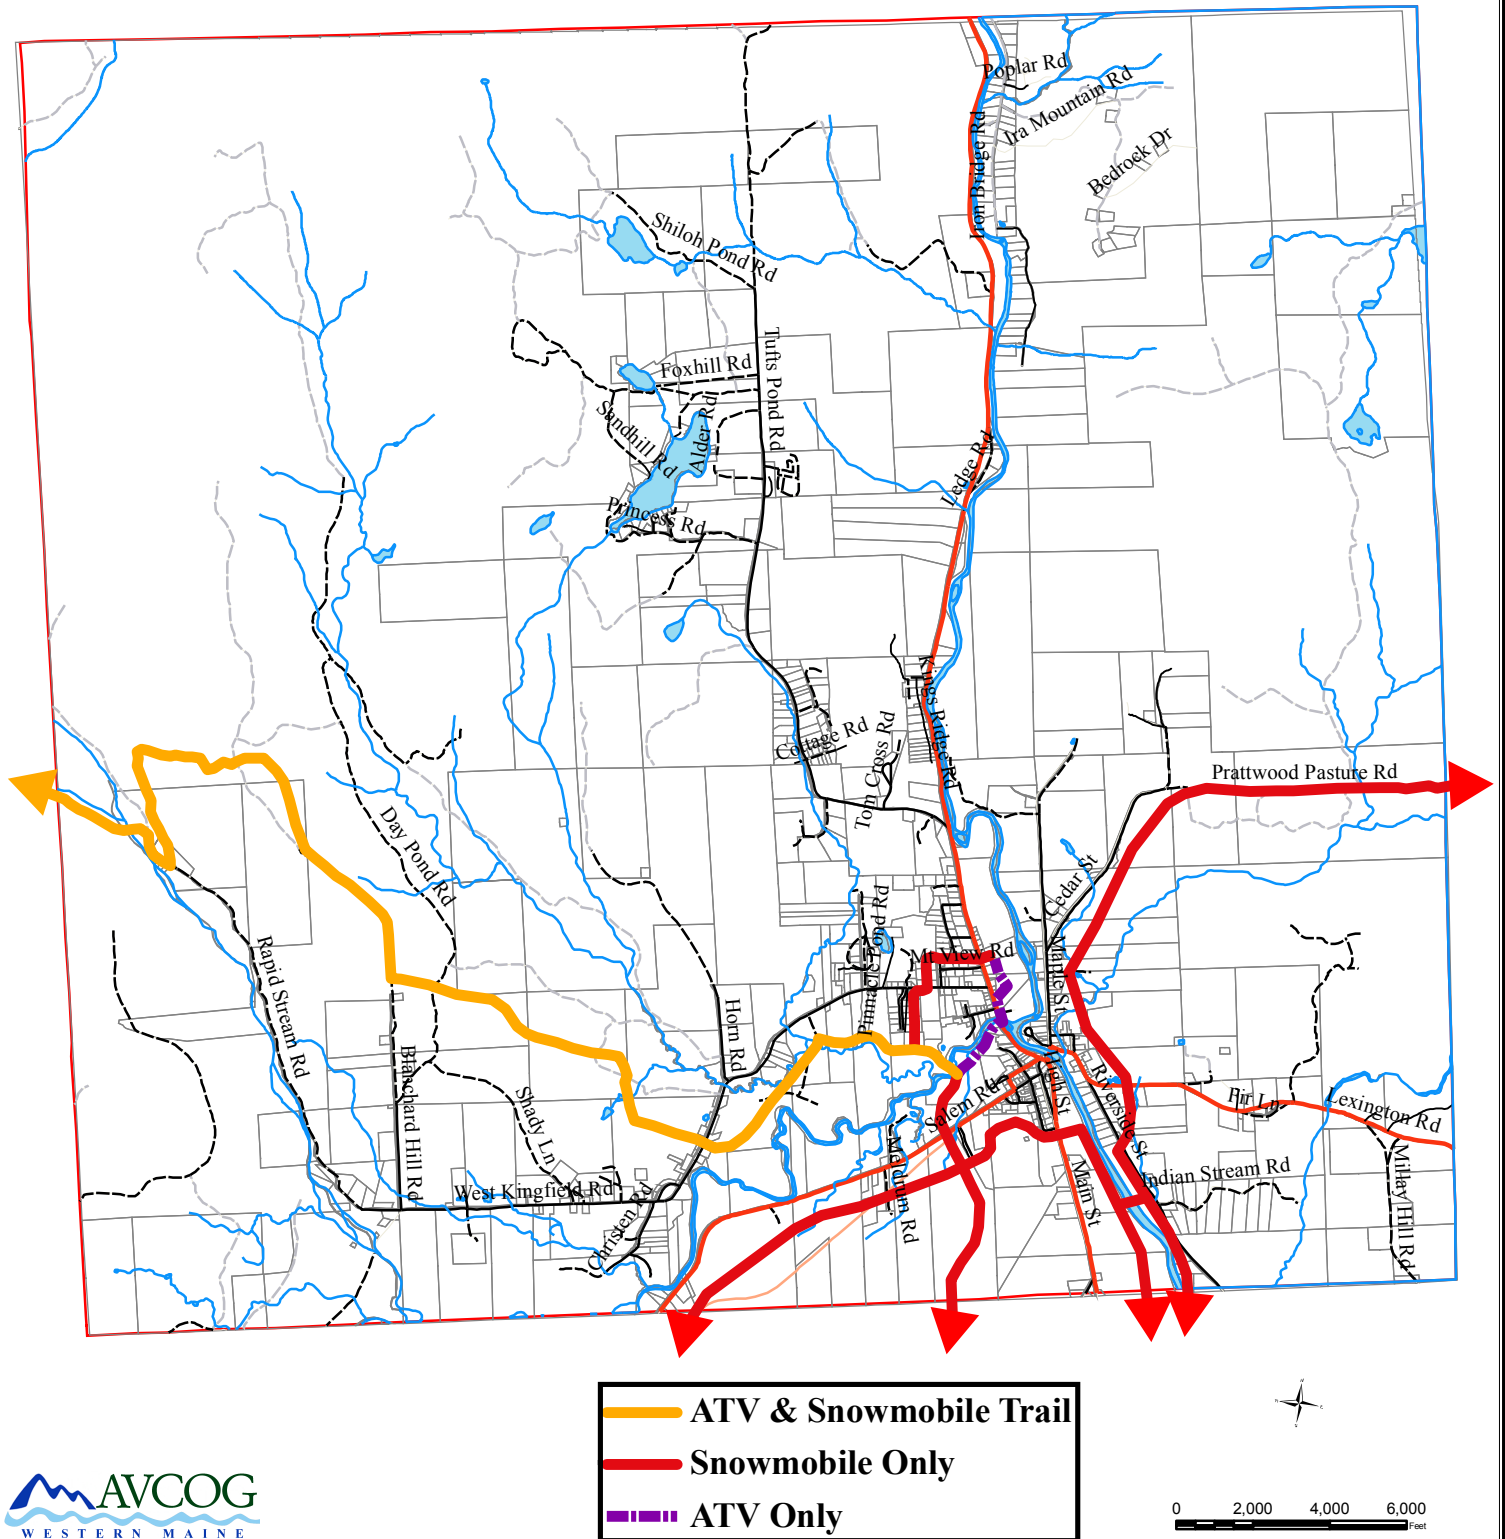 Poplar Rd
Ira Mountain Rd
Iron Bridge Rd
Bedrock Dr
Shiloh Pond Rd
Tufts Pond Rd
Foxhill Rd
Sandhill Rd
Alder Rd
Ledge Rd
Princess Rd
Kings Ridge Rd
Cottage Rd
Tom Cross Rd
Prattwood Pasture Rd
Day Pond Rd
Cedar St
Pinnacle Pond Rd
Mt View Rd
Maple St
Rapid Stream Rd
Horn Rd
Blanchard Hill Rd
Shady Ln
High St
Salem Rd
Riverside St
Pit Ln
Lexington Rd
Meldrum Rd
Main St
Indian Stream Rd
Millay Hill Rd
West Kingfield Rd
Christen Rd
ATV & Snowmobile Trail
Snowmobile Only
ATV Only
AVCOG
WESTERN MAINE
0 2,000 4,000 6,000
Feet